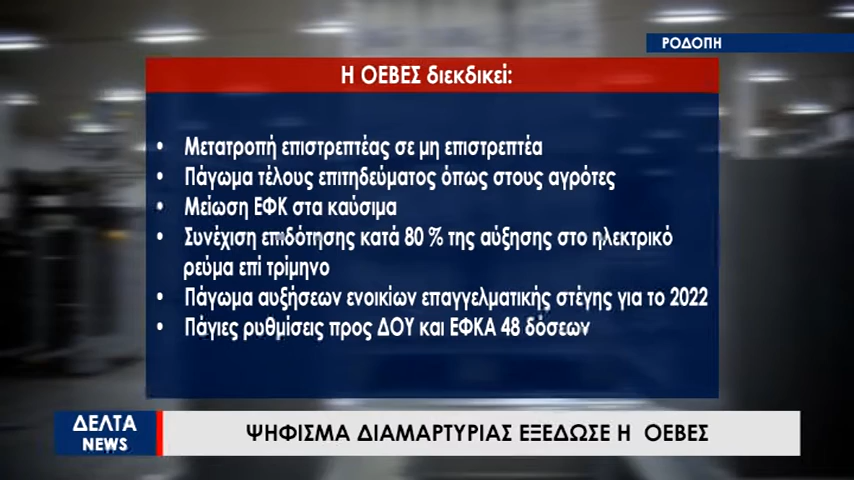 ΡΟΔΟΠΗ
Η ΟΕΒΕΣ διεκδικεί:
• Μετατροπή επιστρεπτέας σε μη επιστρεπτέα
• Πάγωμα τέλους επιτηδεύματος όπως στους αγρότες
• Μείωση ΕΦΚ στα καύσιμα
• Συνέχιση επιδότησης κατά 80 % της αύξησης στο ηλεκτρικό
ρεύμα επί τρίμηνο
• Πάγωμα αυξήσεων ενοικίων επαγγελματικής στέγης για το 2022
• Πάγιες ρυθμίσεις προς ΔΟΥ και ΕΦΚΑ 48 δόσεων
ΔΕΛΤΑ
NEWS
ΨΗΦΙΣΜΑ ΔΙΑΜΑΡΤΥΡΙΑΣ ΕΞΕΔΩΣΕ Η ΟΕΒΕΣ